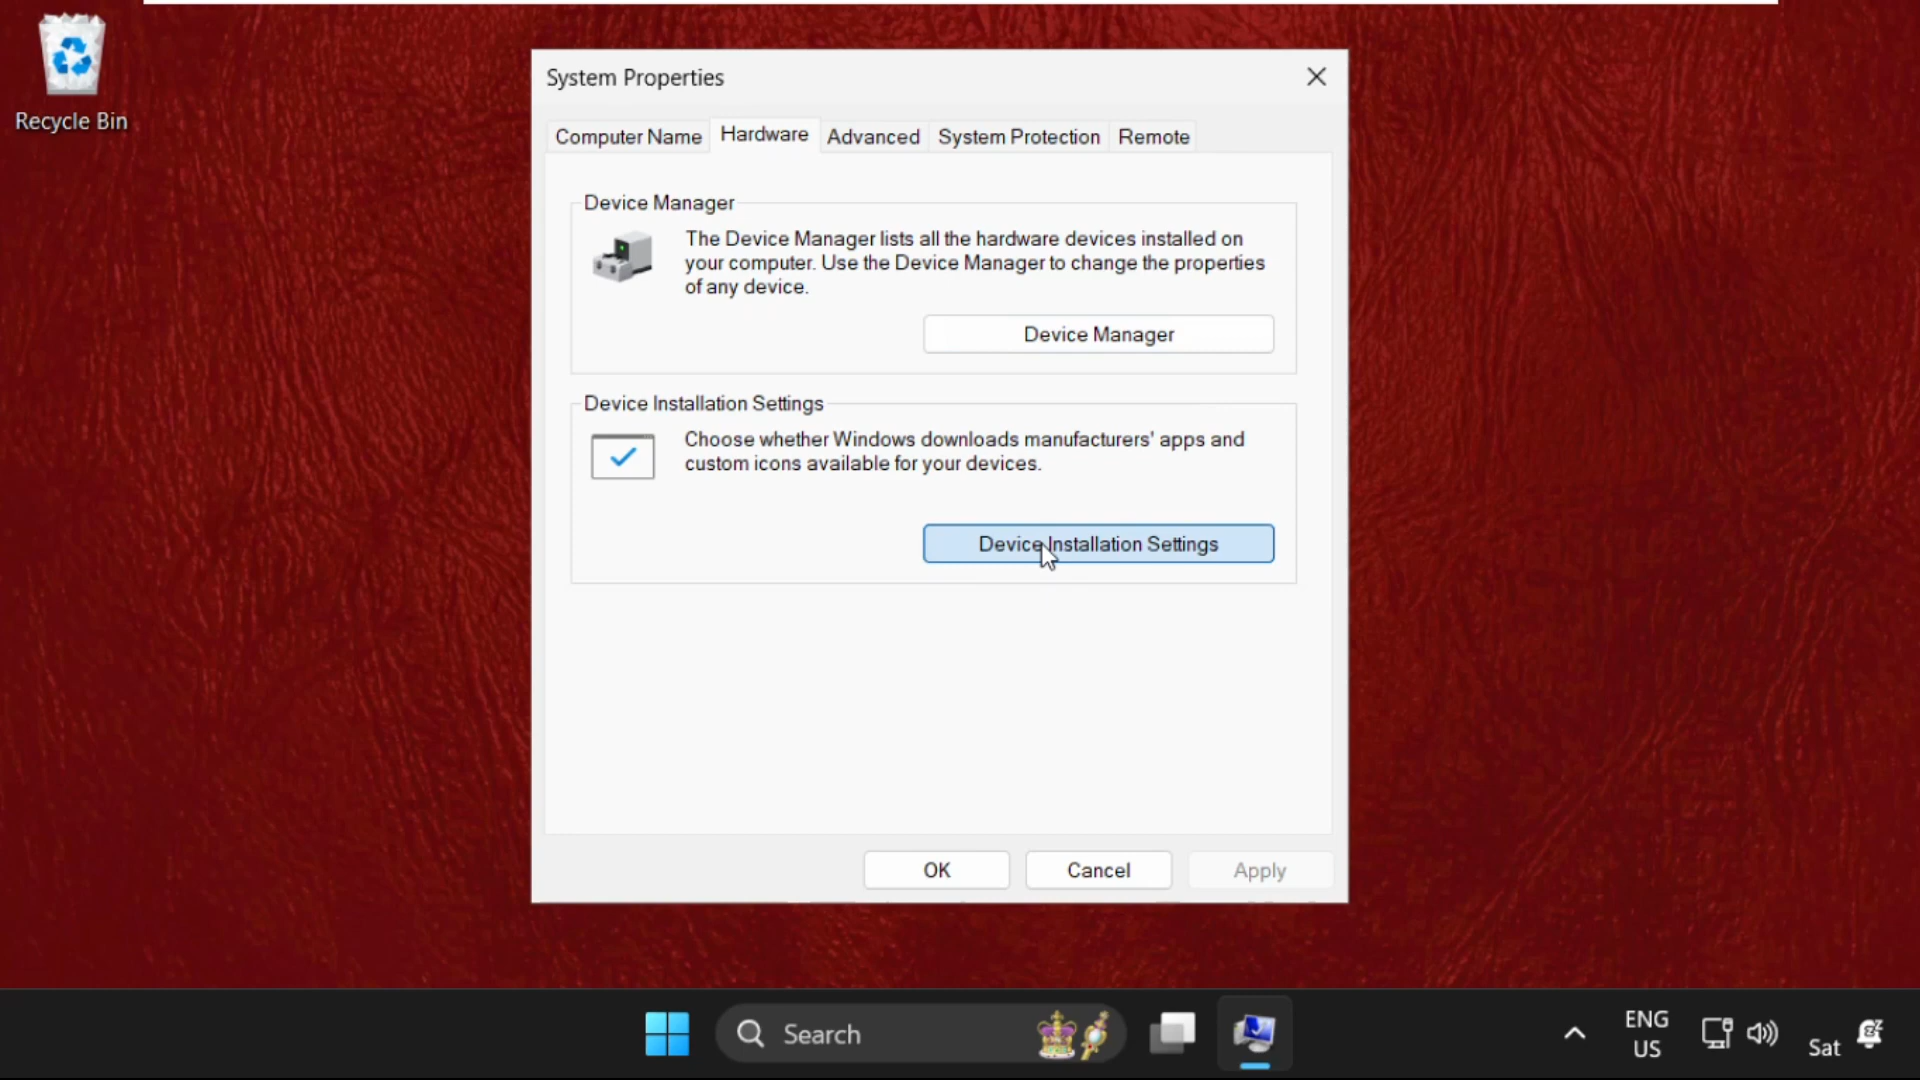 Recycle Bin
System Properties
Computer Name
Hardware
Advanced
System Protection
Remote
Device Manager
The Device Manager lists all the hardware devices installed on
your computer. Use the Device Manager to change the properties
of any device.
Device Manager
Device Installation Settings
Choose whether Windows downloads manufacturers' apps and
custom icons available for your devices.
Device Installation Settings
OK
Cancel
Apply
Search
ENG
US
Sat